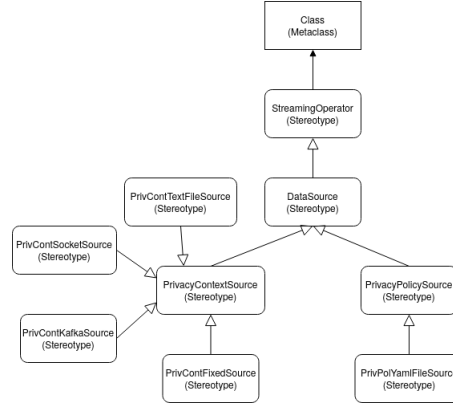 Class
(Metaclass)
StreamingOperator
(Stereotype)
PrivContTextFileSource
(Stereotype)
DataSource
(Stereotype)
PrivContSocketSource
(Stereotype)
PrivacyContextSource
(Stereotype)
PrivacyPolicySource
(Stereotype)
PrivContKafkaSource
(Stereotype)
PrivContFixedSource
(Stereotype)
PrivPolYamlFileSource
(Stereotype)